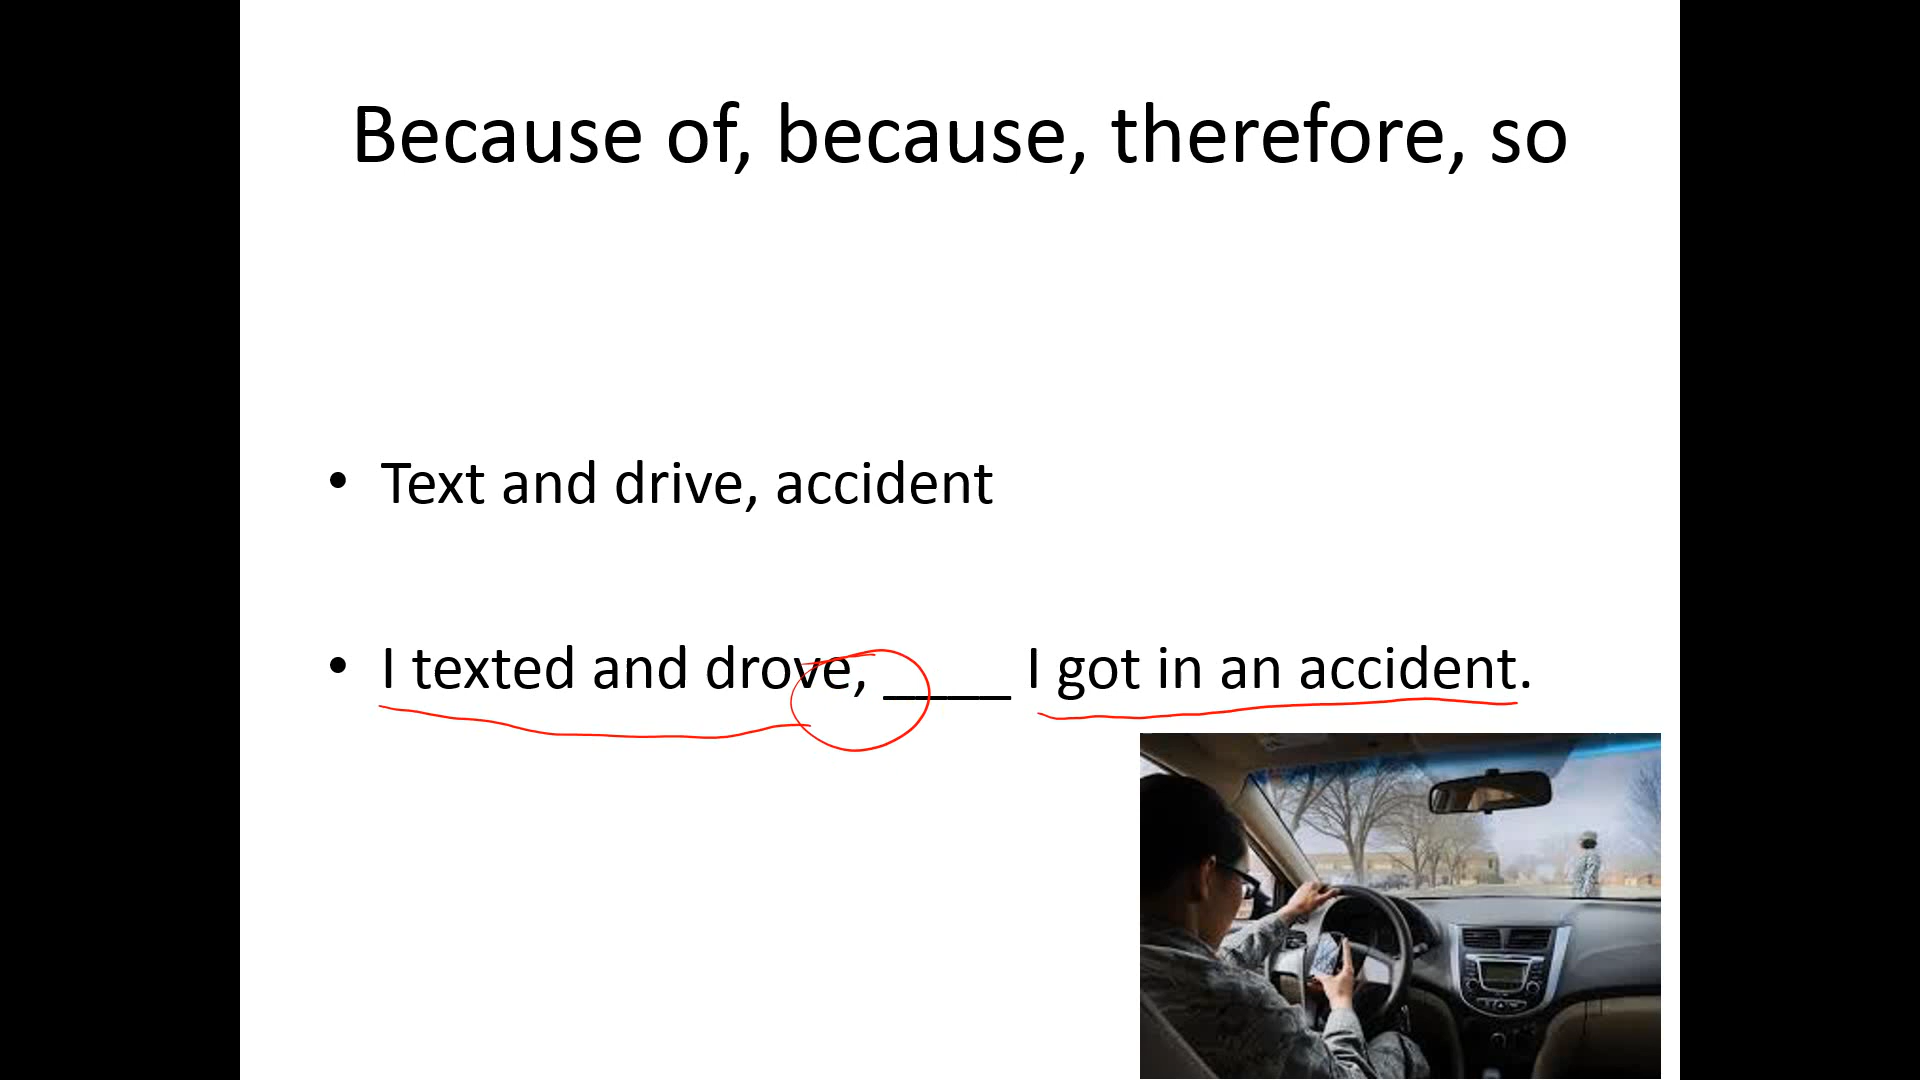 Because of, because, therefore, so
• Text and drive, accident
• I texted and drove, ____ I got in an accident.